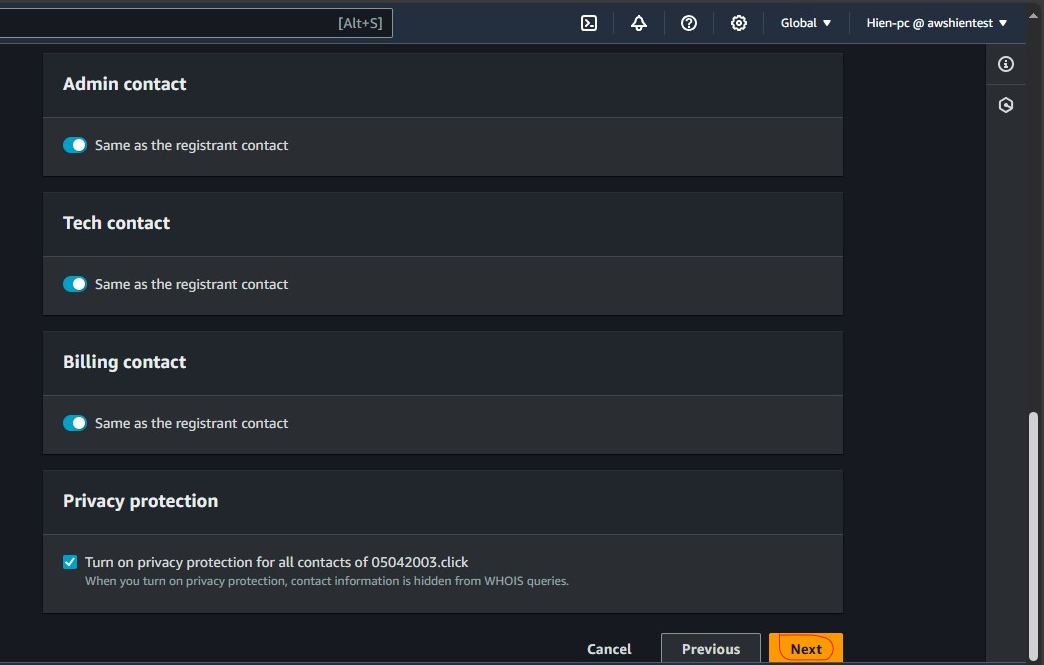 [Alt+S]
Global
Hien-pc @ awshientest
Admin contact
Same as the registrant contact
Tech contact
Same as the registrant contact
Billing contact
Same as the registrant contact
Privacy protection
Turn on privacy protection for all contacts of 05042003.click
When you turn on privacy protection, contact information is hidden from WHOIS queries.
Cancel
Previous
Next